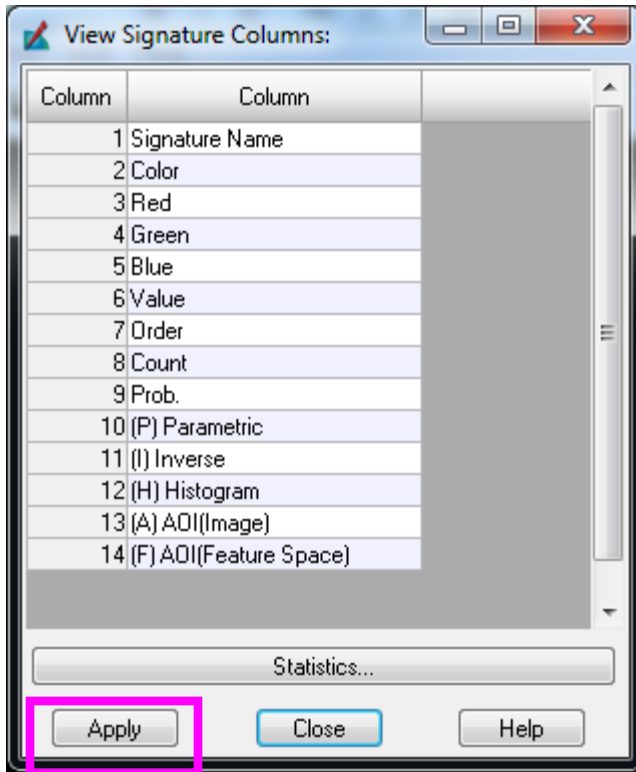 View Signature Columns:
Column Column
1 Signature Name
2 Color
3 Red
4 Green
5 Blue
6 Value
7 Order
8 Count
9 Prob.
10 (P) Parametric
11 (I) Inverse
12 (H) Histogram
13 (A) AOI(Image)
14 (F) AOI(Feature Space)
Statistics...
Apply Close Help